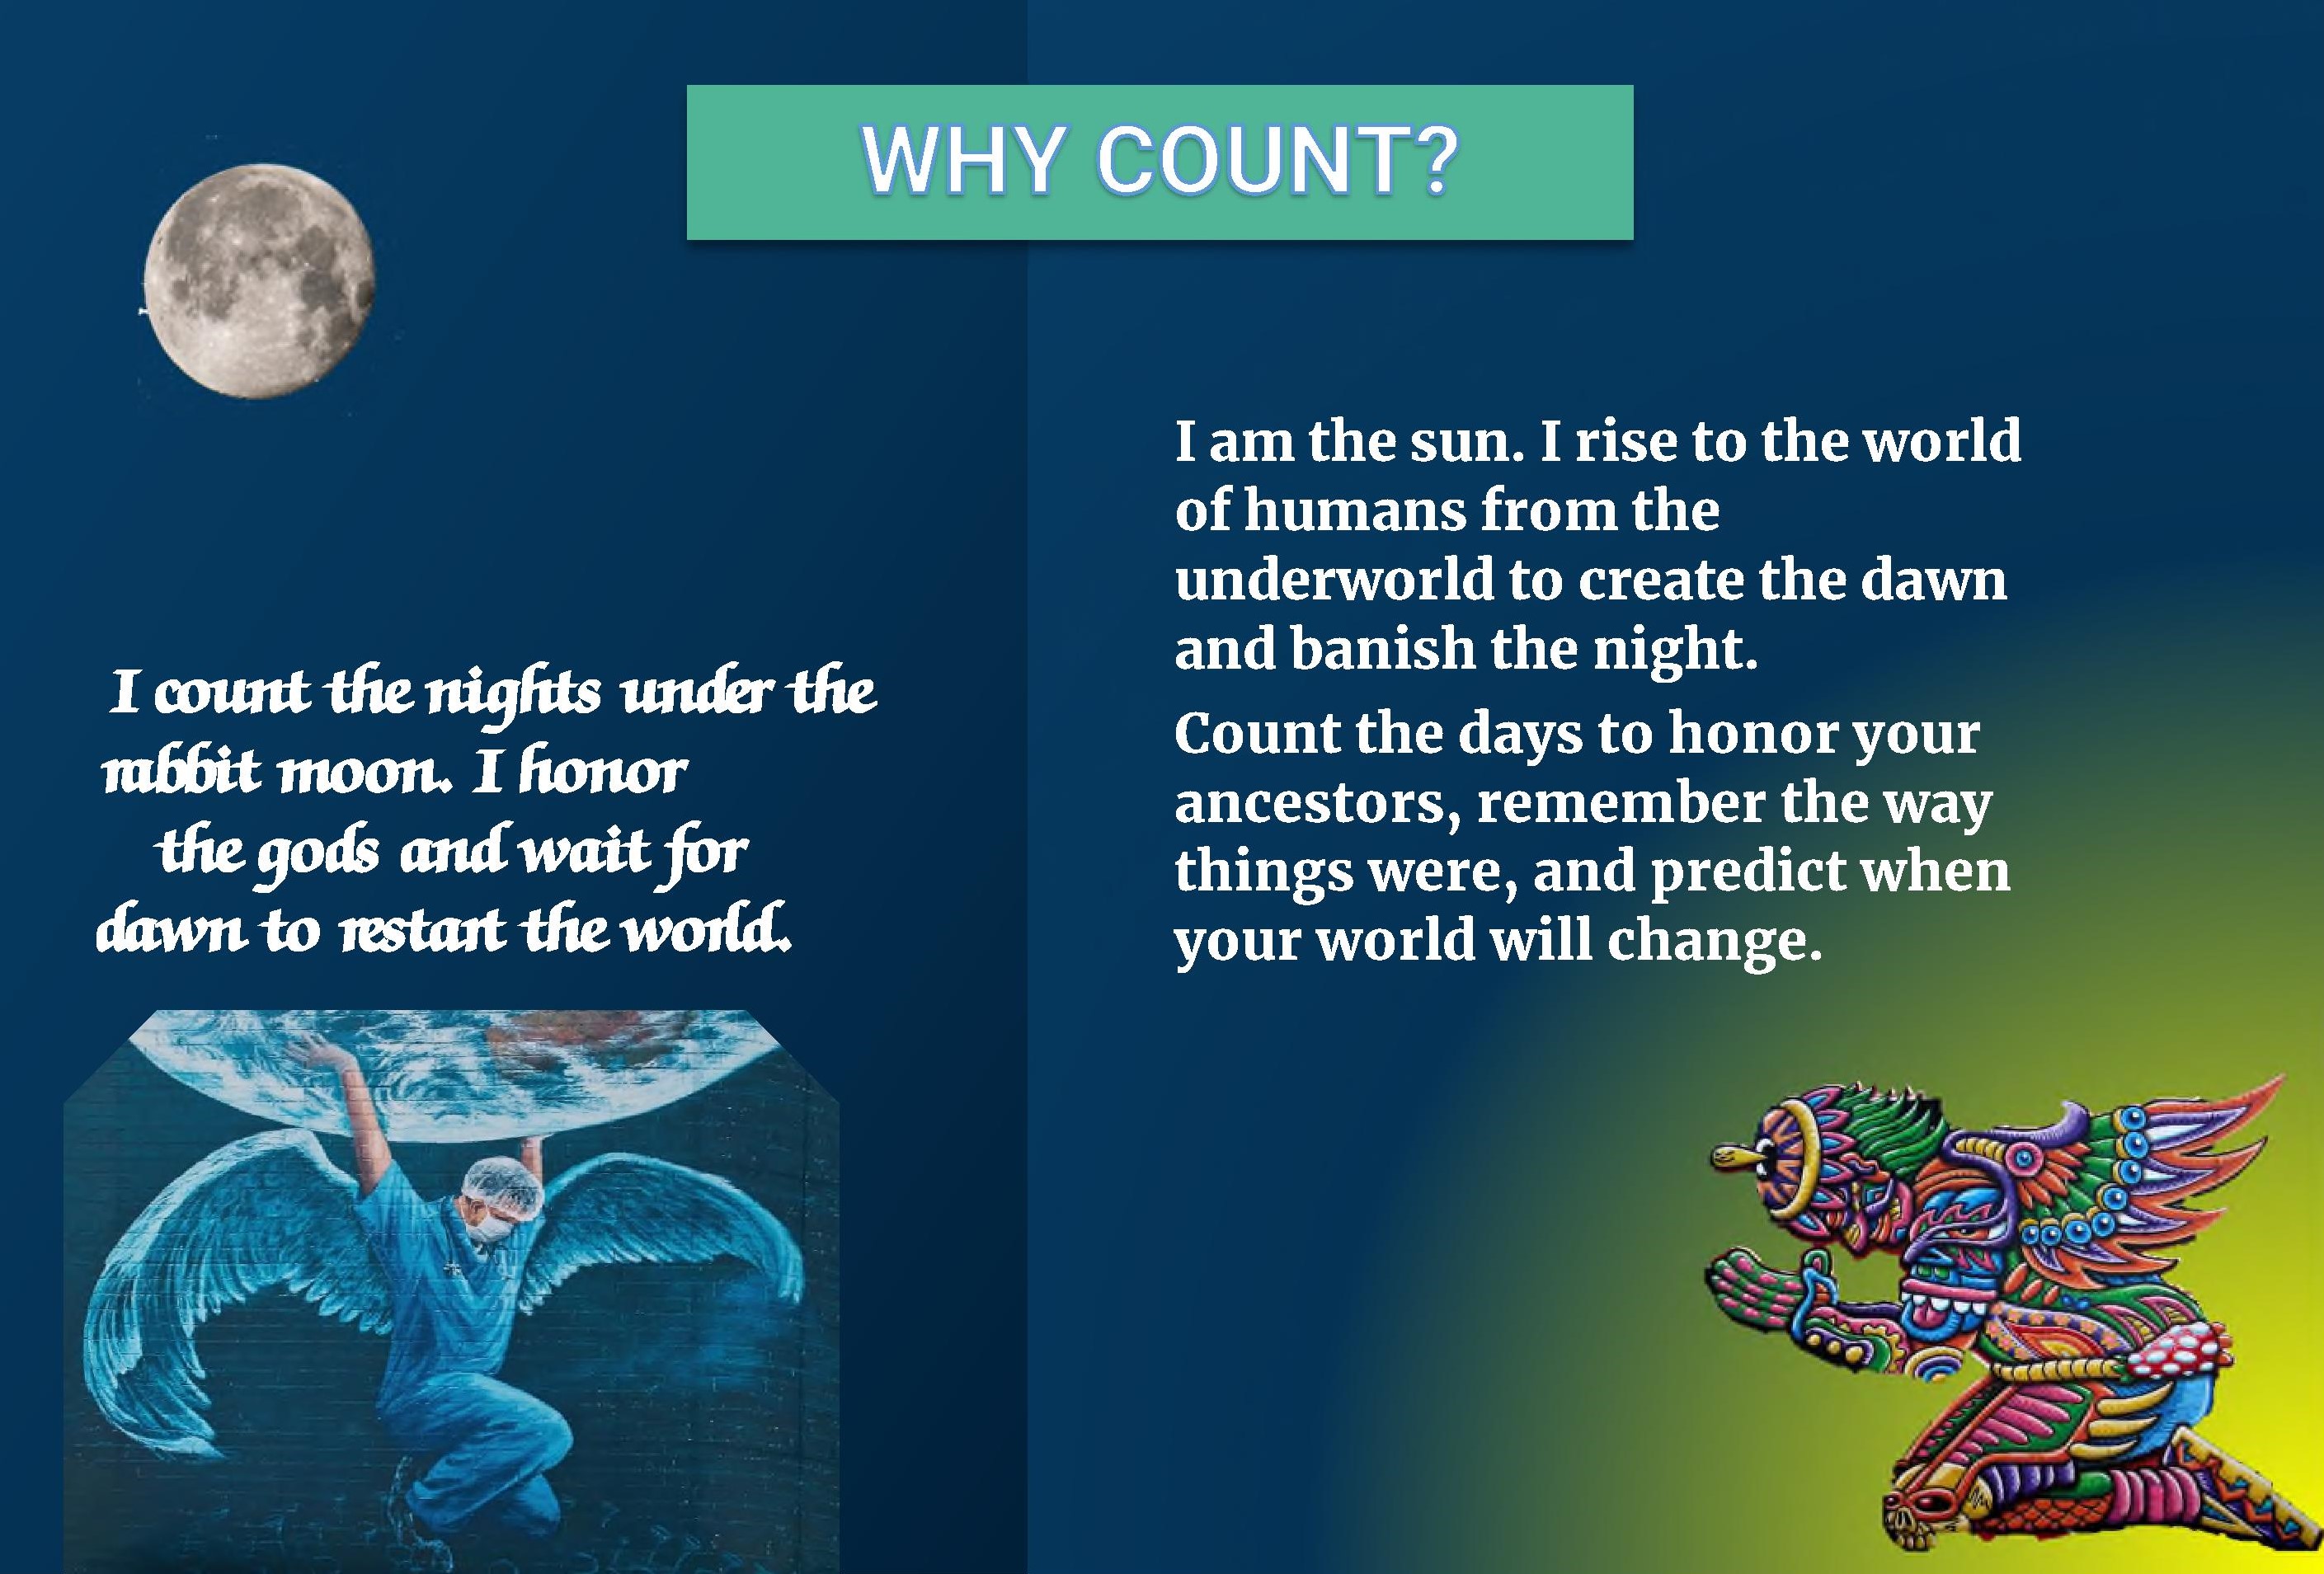 WHY COUNT?
I count the nights under the
rabbit moon. I honor
the gods and wait for
dawn to restart the world.
I am the sun. I rise to the world
of humans from the
underworld to create the dawn
and banish the night.
Count the days to honor your
ancestors, remember the way
things were, and predict when
your world will change.